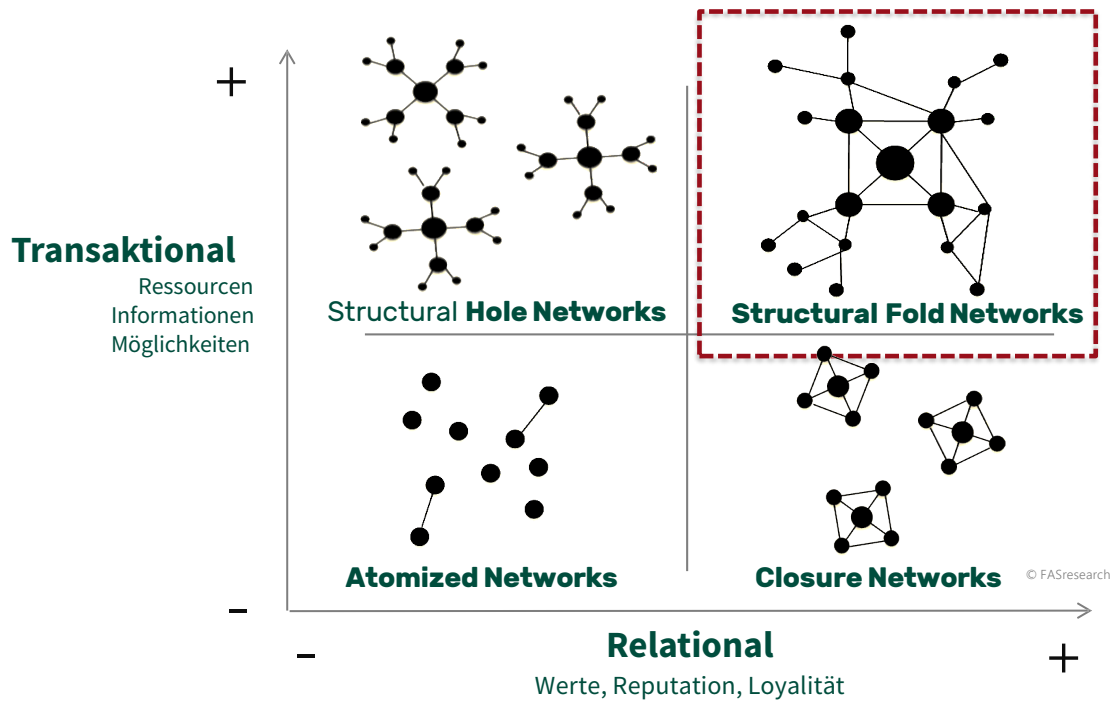 +
Transaktional
Ressourcen
Informationen
Möglichkeiten
Structural Hole Networks
Structural Fold Networks
Atomized Networks
Closure Networks
© FASresearch
–
–
Relational
+
Werte, Reputation, Loyalität